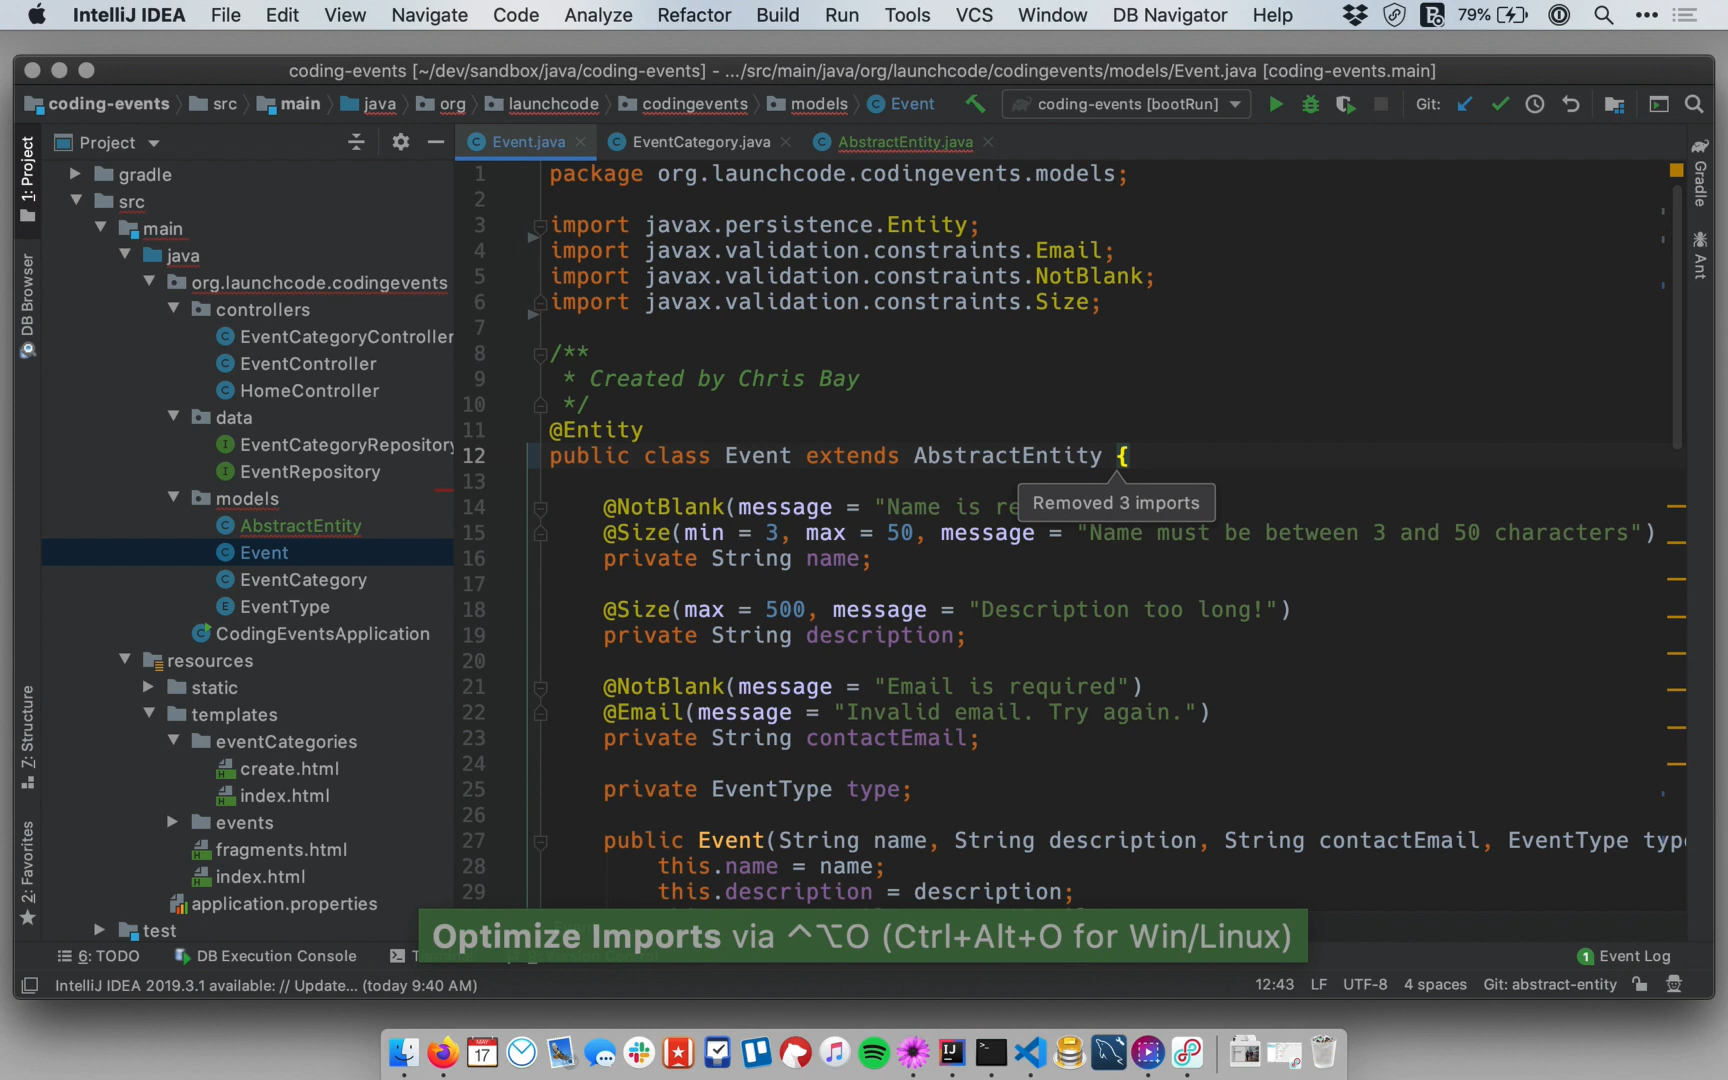 IntelliJ IDEA File Edit View Navigate Code Analyze Refactor Build Run Tools VCS Window DB Navigator Help 79%
coding-events [~/dev/sandbox/java/coding-events] - .../src/main/java/org/launchcode/codingevents/models/Event.java [coding-events.main]
coding-events src main java org launchcode codingevents models Event coding-events [bootRun] Git:
1: Project
DB Browser
7: Structure
2: Favorites
Project
gradle
src
main
java
org.launchcode.codingevents
controllers
EventCategoryController
EventController
HomeController
data
EventCategoryRepository
EventRepository
models
AbstractEntity
Event
EventCategory
EventType
CodingEventsApplication
resources
static
templates
eventCategories
create.html
index.html
events
fragments.html
index.html
application.properties
test
Event.java EventCategory.java AbstractEntity.java
1 package org.launchcode.codingevents.models;
2
3 import javax.persistence.Entity;
4 import javax.validation.constraints.Email;
5 import javax.validation.constraints.NotBlank;
6 import javax.validation.constraints.Size;
7
8 /**
9 * Created by Chris Bay
10 */
11 @Entity
12 public class Event extends AbstractEntity {
13
Removed 3 imports
14 @NotBlank(message = "Name is re
15 @Size(min = 3, max = 50, message = "Name must be between 3 and 50 characters")
16 private String name;
17
18 @Size(max = 500, message = "Description too long!")
19 private String description;
20
21 @NotBlank(message = "Email is required")
22 @Email(message = "Invalid email. Try again.")
23 private String contactEmail;
24
25 private EventType type;
26
27 public Event(String name, String description, String contactEmail, EventType type
28 this.name = name;
29 this.description = description;
Gradle
Ant
Optimize Imports via ⌃⌥O (Ctrl+Alt+O for Win/Linux)
6: TODO DB Execution Console 1 Event Log
IntelliJ IDEA 2019.3.1 available: // Update... (today 9:40 AM) 12:43 LF UTF-8 4 spaces Git: abstract-entity
MAY
17
IJ